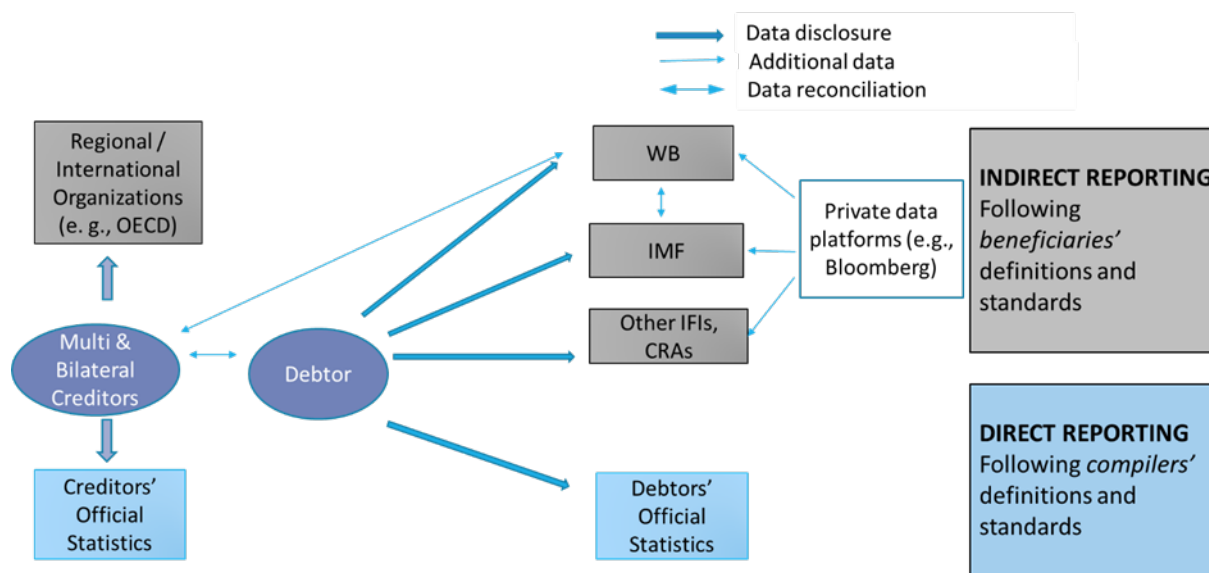 Data disclosure
Additional data
Data reconciliation
Regional /
International
Organizations
(e. g., OECD)
WB
IMF
Other IFIs,
CRAs
Private data
platforms (e.g.,
Bloomberg)
INDIRECT REPORTING
Following
beneficiaries’
definitions and
standards
Multi &
Bilateral
Creditors
Debtor
Creditors’
Official
Statistics
Debtors’
Official
Statistics
DIRECT REPORTING
Following compilers’
definitions and
standards